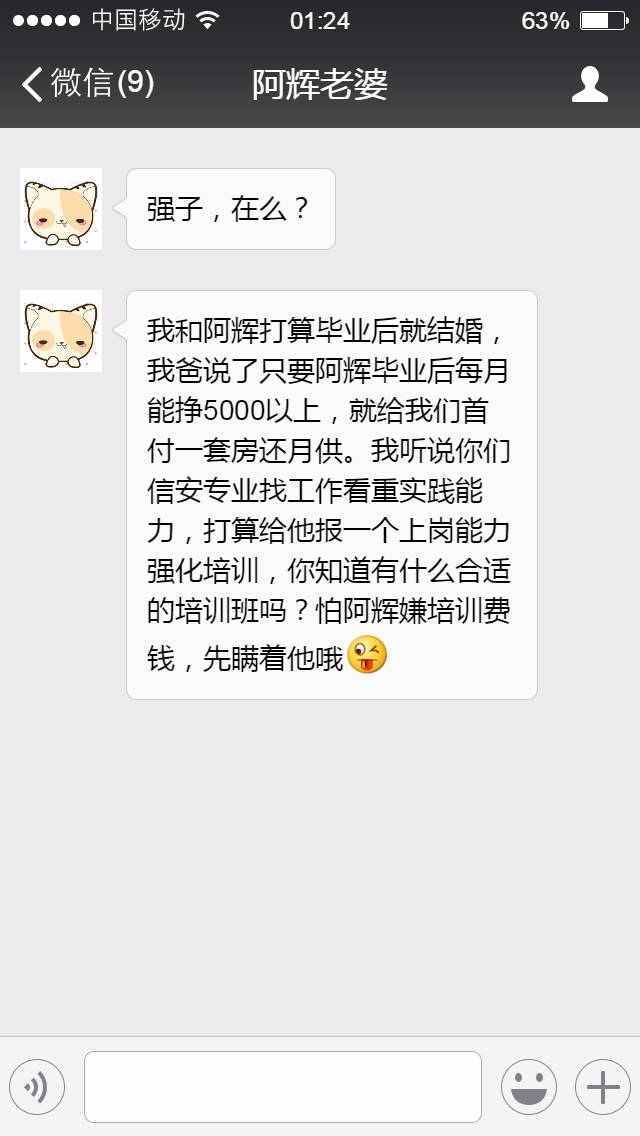 中国移动 01:24 63%
微信(9) 阿辉老婆
强子，在么？
我和阿辉打算毕业后就结婚，
我爸说了只要阿辉毕业后每月
能挣5000以上，就给我们首
付一套房还月供。我听说你们
信安专业找工作看重实践能
力，打算给他报一个上岗能力
强化培训，你知道有什么合适
的培训班吗？怕阿辉嫌培训费
钱，先瞒着他哦